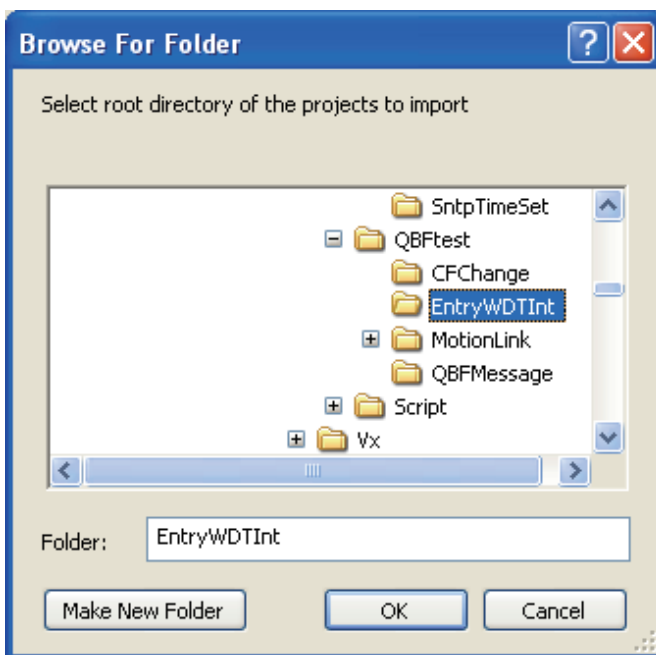 Browse For Folder
Select root directory of the projects to import
SntpTimeSet
QBFtest
CFChange
EntryWDTInt
MotionLink
QBFMessage
Script
Vx
Folder: EntryWDTInt
Make New Folder OK Cancel